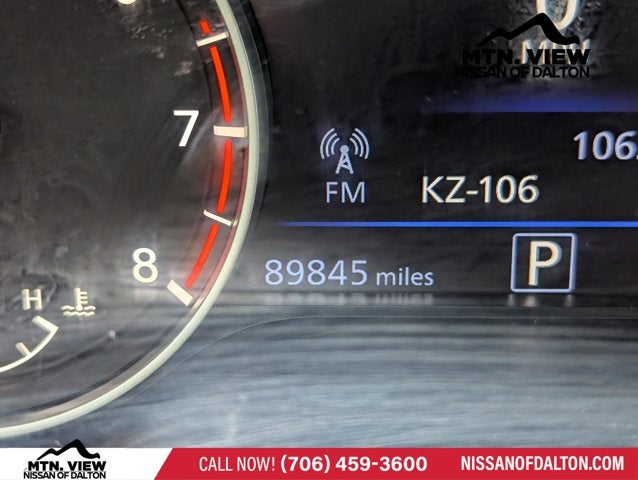 MTN. VIEW
NISSAN OF DALTON
7
106.
FM
KZ-106
8
89845 miles
P
H
MTN. VIEW
NISSAN OF DALTON
CALL NOW! (706) 459-3600
NISSANOFDALTON.COM